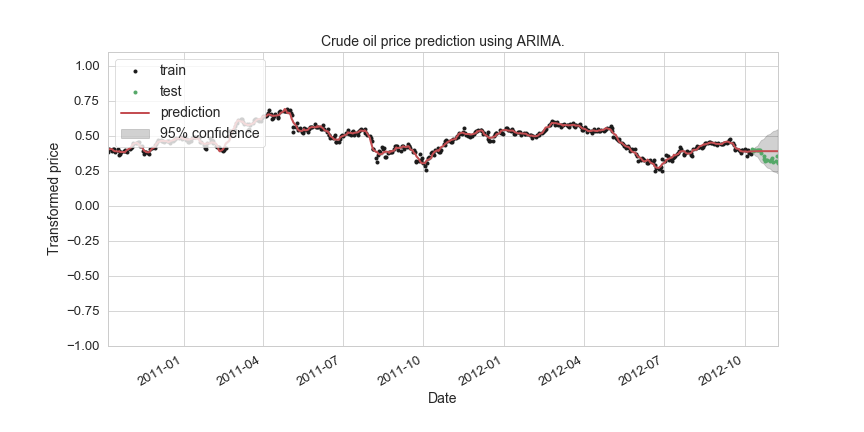 Crude oil price prediction using ARIMA.
1.00
0.75
0.50
0.25
0.00
−0.25
−0.50
−0.75
−1.00
Transformed price
train
test
prediction
95% confidence
2011-01
2011-04
2011-07
2011-10
2012-01
2012-04
2012-07
2012-10
Date